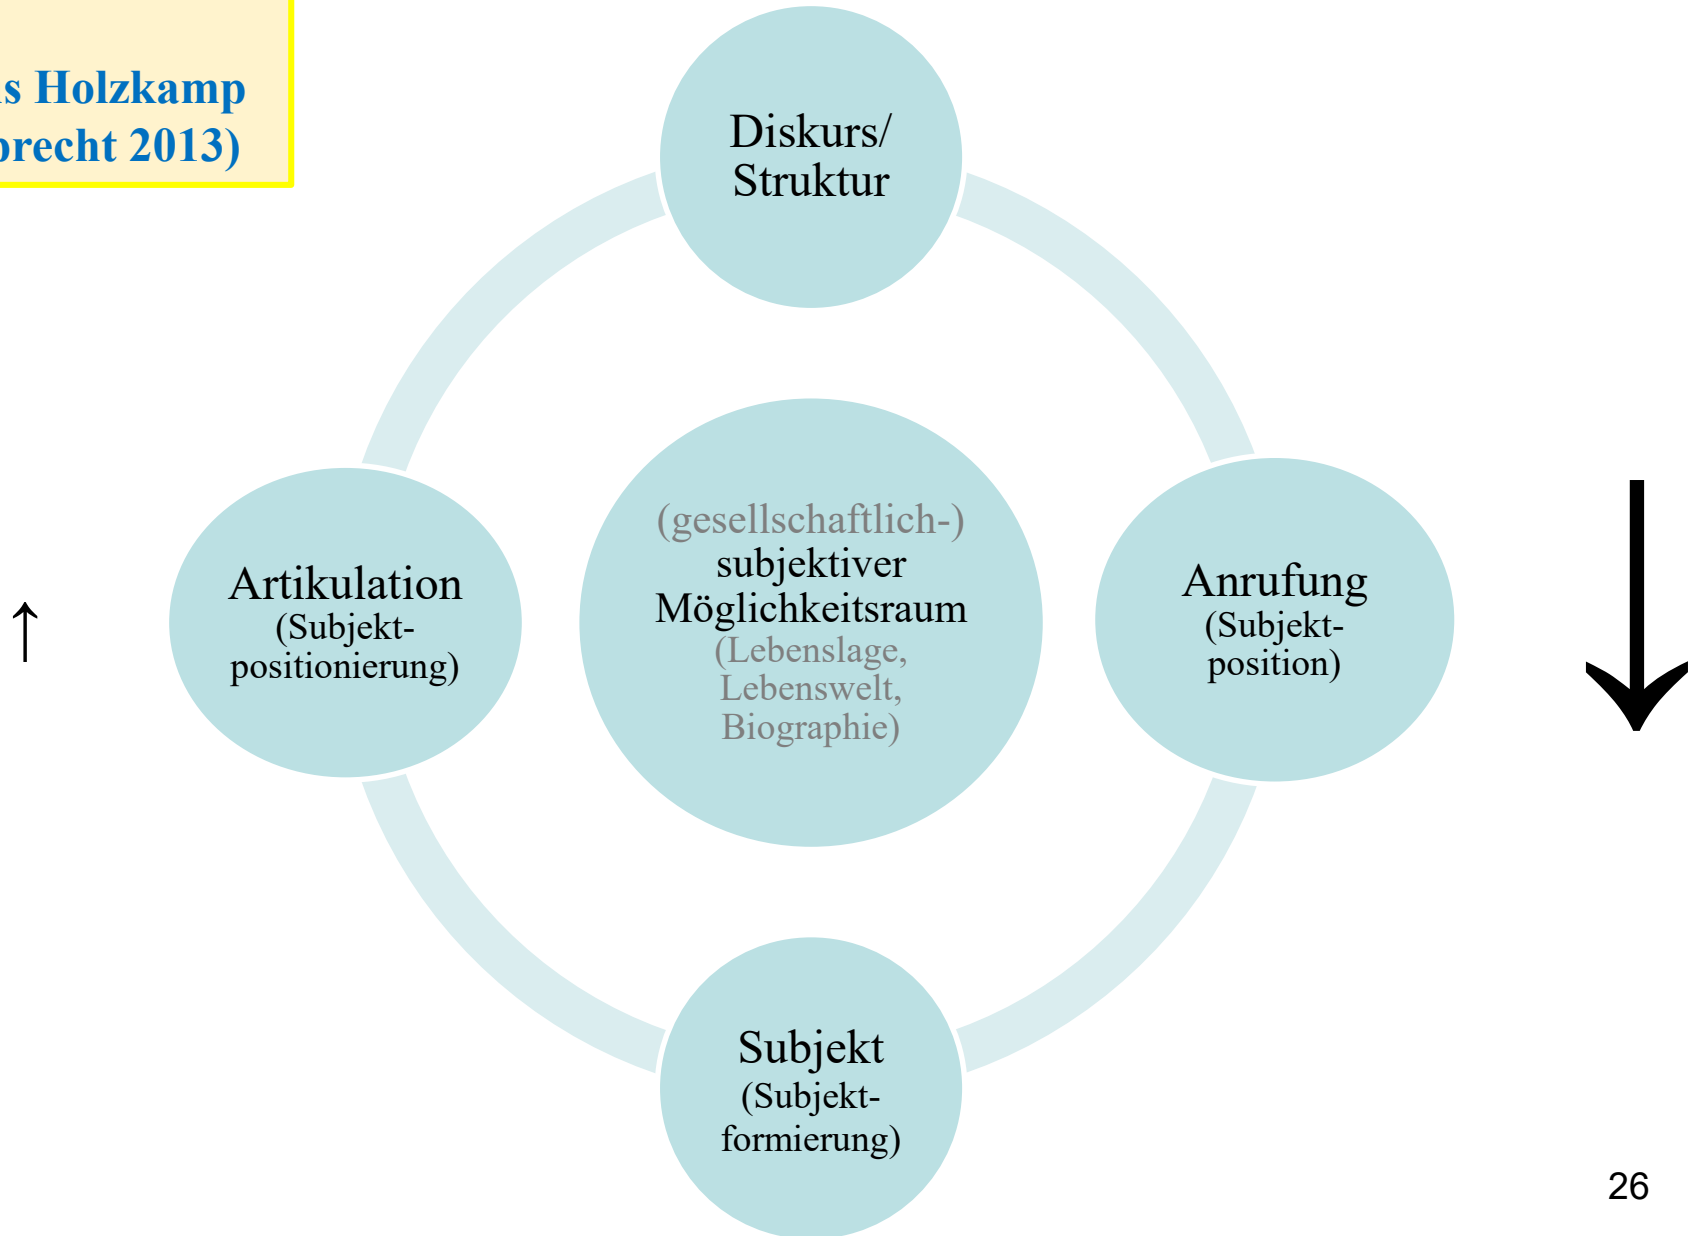 Holzkamp
2013)
Diskurs/
Struktur
(gesellschaftlich-)
subjektiver
Möglichkeitsraum
(Lebenslage,
Lebenswelt,
Biographie)
Artikulation
(Subjekt-
positionierung)
↑
Anrufung
(Subjekt-
position)
↓
Subjekt
(Subjekt-
formierung)
26